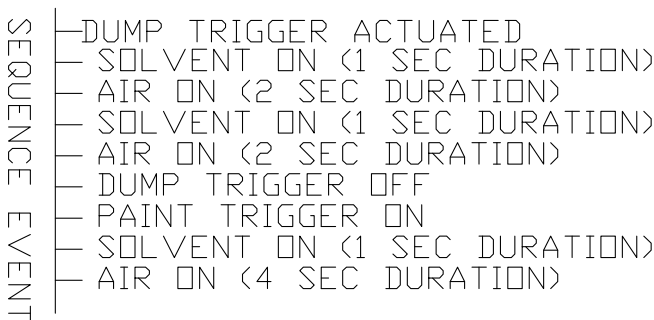 SEQUENCE EVENT
DUMP TRIGGER ACTUATED
SOLVENT ON (1 SEC DURATION)
AIR ON (2 SEC DURATION)
SOLVENT ON (1 SEC DURATION)
AIR ON (2 SEC DURATION)
DUMP TRIGGER OFF
PAINT TRIGGER ON
SOLVENT ON (1 SEC DURATION)
AIR ON (4 SEC DURATION)